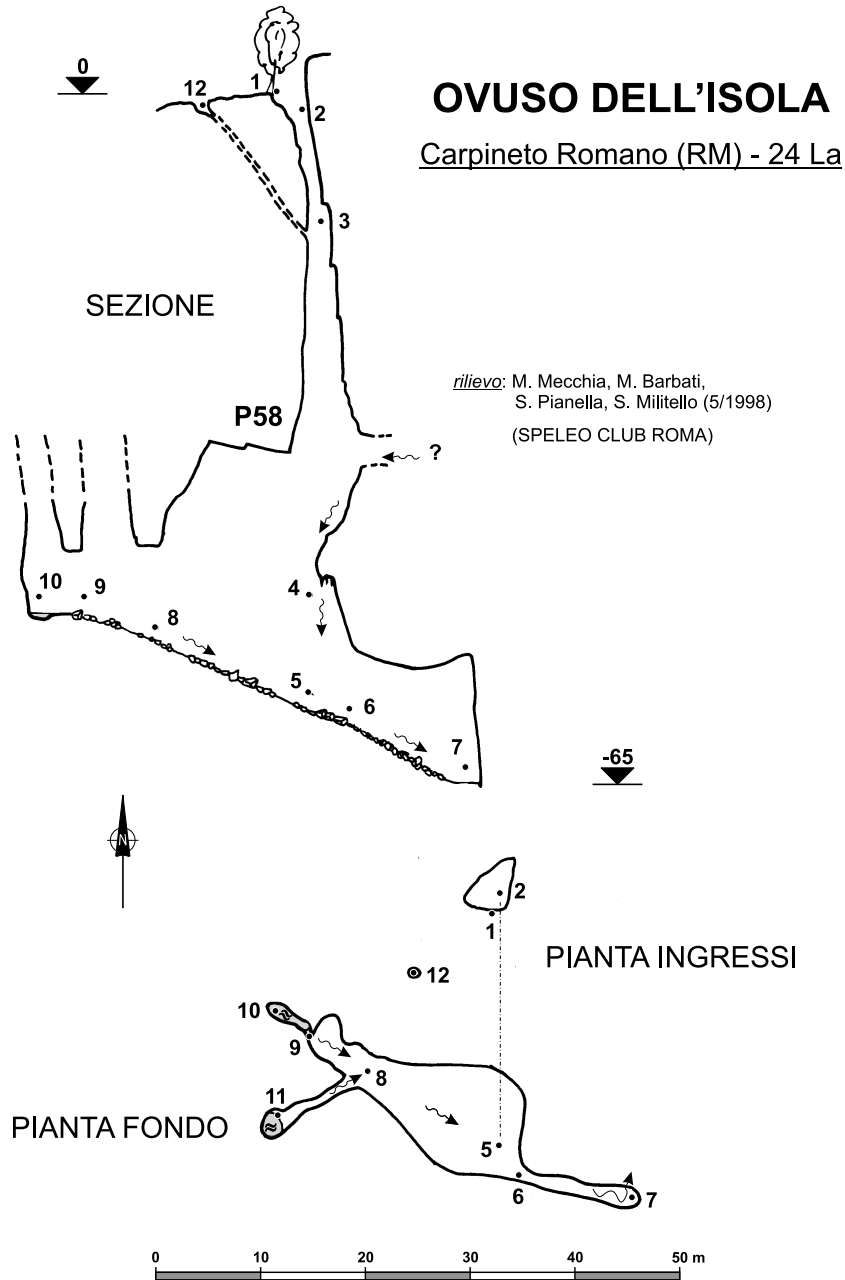 0
12
1
2
OVUSO DELL'ISOLA
Carpineto Romano (RM) - 24 La
3
SEZIONE
rilievo: M. Mecchia, M. Barbati,
S. Pianella, S. Militello (5/1998)
(SPELEO CLUB ROMA)
P58
?
10
9
8
4
5
6
7
-65
N
2
1
PIANTA INGRESSI
12
10
9
8
11
PIANTA FONDO
5
6
7
0 10 20 30 40 50 m